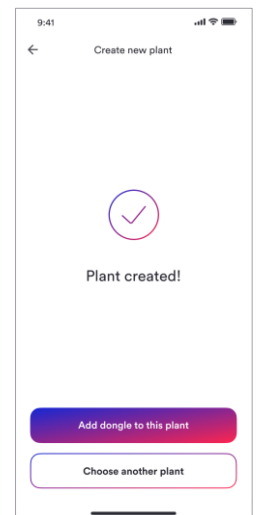 9:41
Create new plant
Plant created!
Add dongle to this plant
Choose another plant